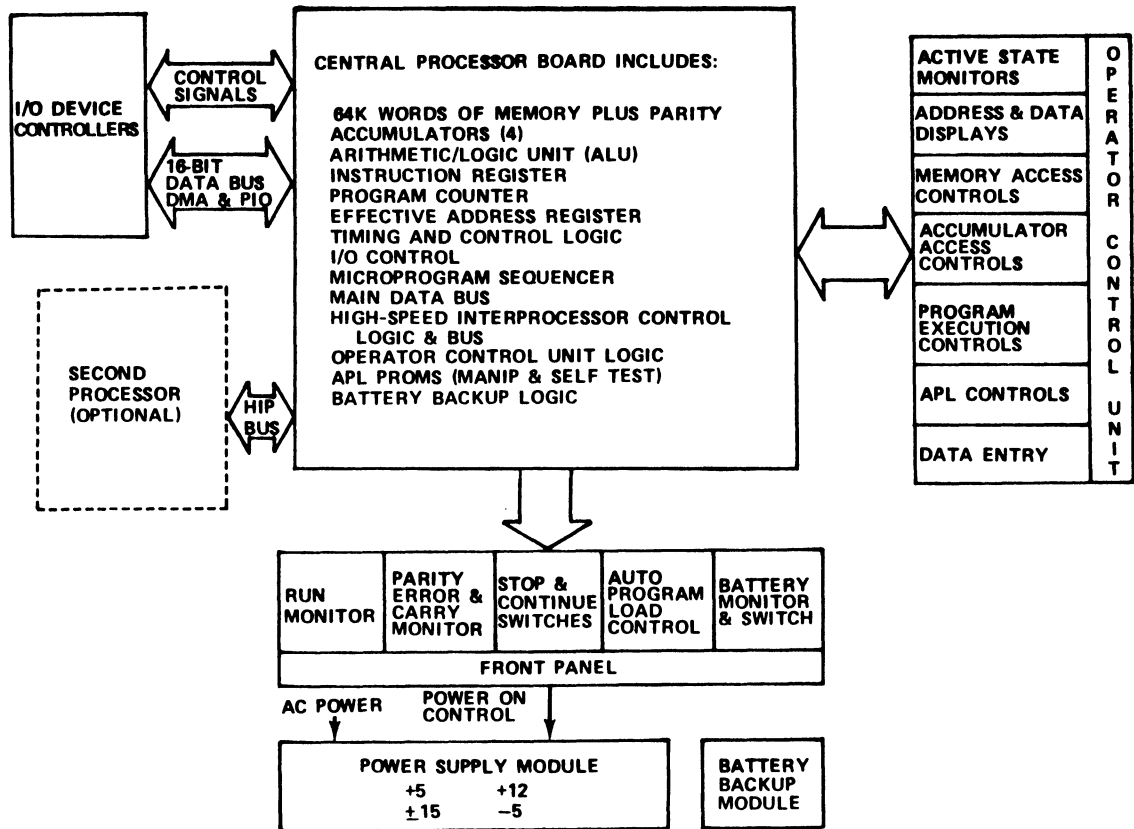 I/O DEVICE
CONTROLLERS
CONTROL
SIGNALS
16-BIT
DATA BUS
DMA & PIO
SECOND
PROCESSOR
(OPTIONAL)
HIP
BUS
CENTRAL PROCESSOR BOARD INCLUDES:
64K WORDS OF MEMORY PLUS PARITY
ACCUMULATORS (4)
ARITHMETIC/LOGIC UNIT (ALU)
INSTRUCTION REGISTER
PROGRAM COUNTER
EFFECTIVE ADDRESS REGISTER
TIMING AND CONTROL LOGIC
I/O CONTROL
MICROPROGRAM SEQUENCER
MAIN DATA BUS
HIGH-SPEED INTERPROCESSOR CONTROL
LOGIC & BUS
OPERATOR CONTROL UNIT LOGIC
APL PROMS (MANIP & SELF TEST)
BATTERY BACKUP LOGIC
ACTIVE STATE
MONITORS
ADDRESS & DATA
DISPLAYS
MEMORY ACCESS
CONTROLS
ACCUMULATOR
ACCESS
CONTROLS
PROGRAM
EXECUTION
CONTROLS
APL CONTROLS
DATA ENTRY
OPERATOR CONTROL UNIT
RUN
MONITOR
PARITY
ERROR &
CARRY
MONITOR
STOP &
CONTINUE
SWITCHES
AUTO
PROGRAM
LOAD
CONTROL
BATTERY
MONITOR
& SWITCH
FRONT PANEL
AC POWER
POWER ON
CONTROL
POWER SUPPLY MODULE
+5 +12
±15 −5
BATTERY
BACKUP
MODULE